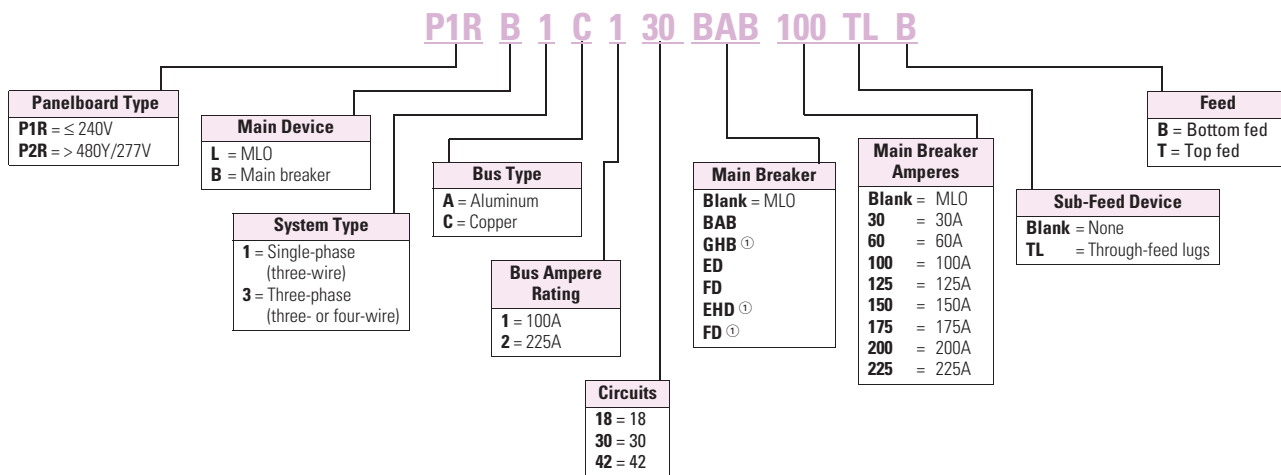 P1R B 1 C 1 30 BAB 100 TL B
Panelboard Type
P1R = ≤ 240V
P2R = > 480Y/277V
Main Device
L = MLO
B = Main breaker
System Type
1 = Single-phase
(three-wire)
3 = Three-phase
(three- or four-wire)
Bus Type
A = Aluminum
C = Copper
Bus Ampere
Rating
1 = 100A
2 = 225A
Circuits
18 = 18
30 = 30
42 = 42
Main Breaker
Blank = MLO
BAB
GHB ①
ED
FD
EHD ①
FD ①
Main Breaker
Amperes
Blank = MLO
30 = 30A
60 = 60A
100 = 100A
125 = 125A
150 = 150A
175 = 175A
200 = 200A
225 = 225A
Sub-Feed Device
Blank = None
TL = Through-feed lugs
Feed
B = Bottom fed
T = Top fed